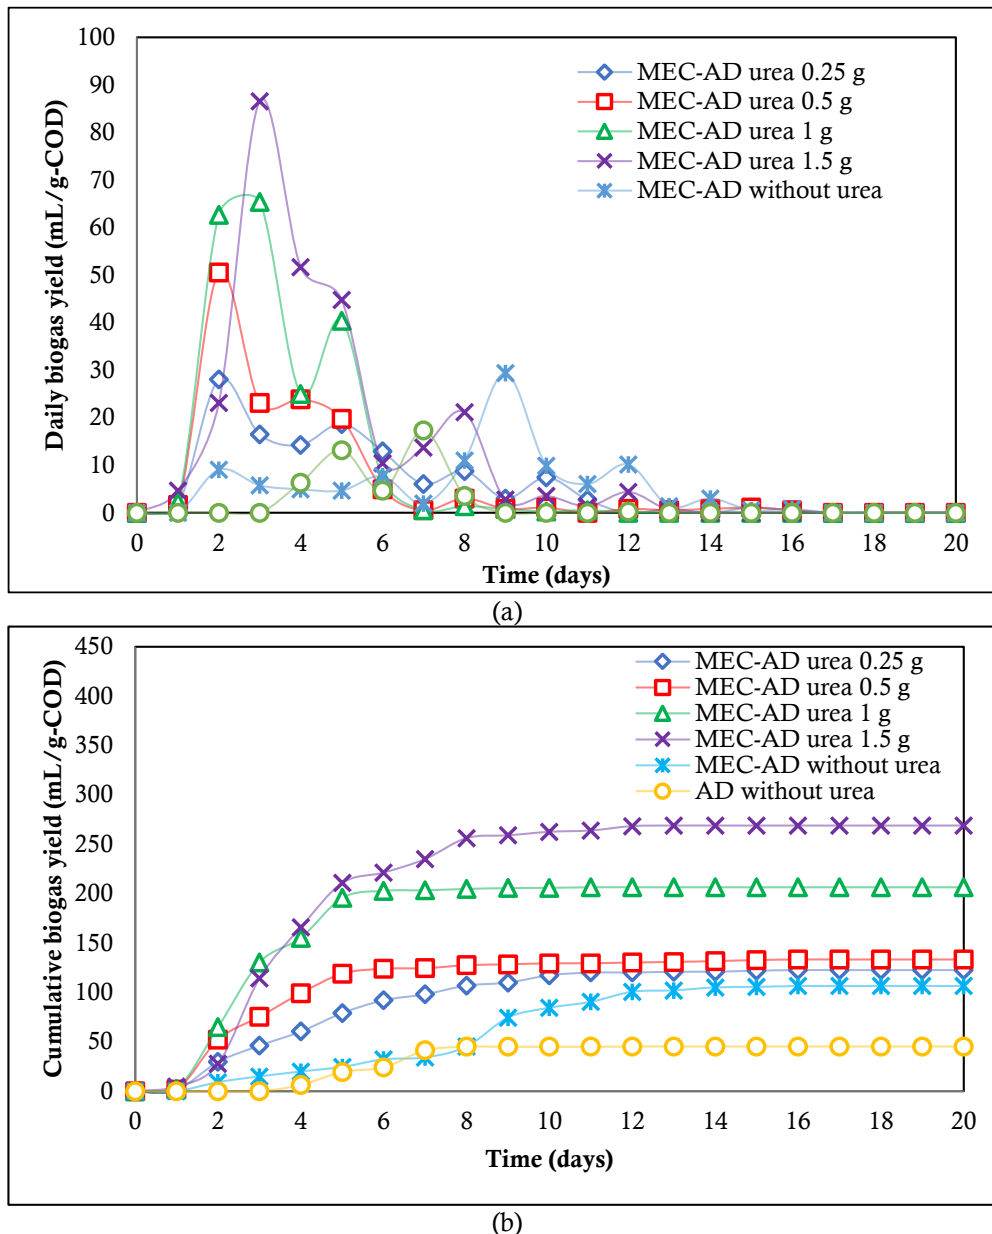 100
90
80
70
60
50
40
30
20
10
0
Daily biogas yield (mL/g-COD)
MEC-AD urea 0.25 g
MEC-AD urea 0.5 g
MEC-AD urea 1 g
MEC-AD urea 1.5 g
MEC-AD without urea
0 2 4 6 8 10 12 14 16 18 20
Time (days)
(a)
450
400
350
300
250
200
150
100
50
0
Cumulative biogas yield (mL/g-COD)
MEC-AD urea 0.25 g
MEC-AD urea 0.5 g
MEC-AD urea 1 g
MEC-AD urea 1.5 g
MEC-AD without urea
AD without urea
0 2 4 6 8 10 12 14 16 18 20
Time (days)
(b)